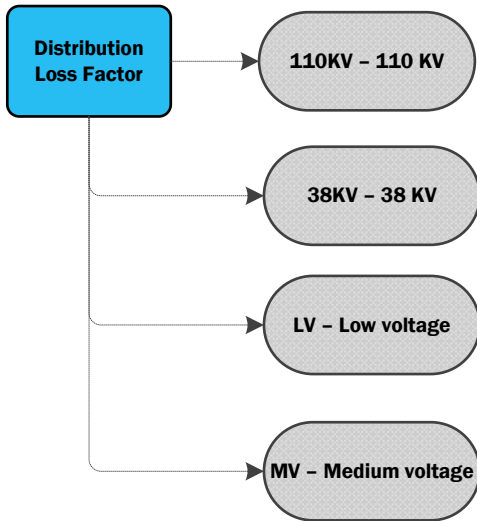 Distribution
Loss Factor
110KV – 110 KV
38KV – 38 KV
LV – Low voltage
MV – Medium voltage